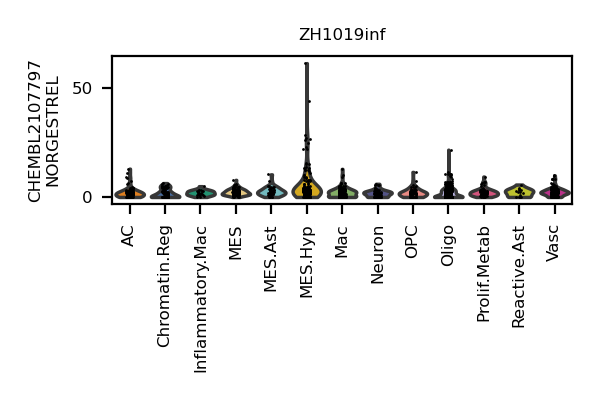 ZH1019inf
CHEMBL2107797
NORGESTREL
50
0
AC
Chromatin.Reg
Inflammatory.Mac
MES
MES.Ast
MES.Hyp
Mac
Neuron
OPC
Oligo
Prolif.Metab
Reactive.Ast
Vasc